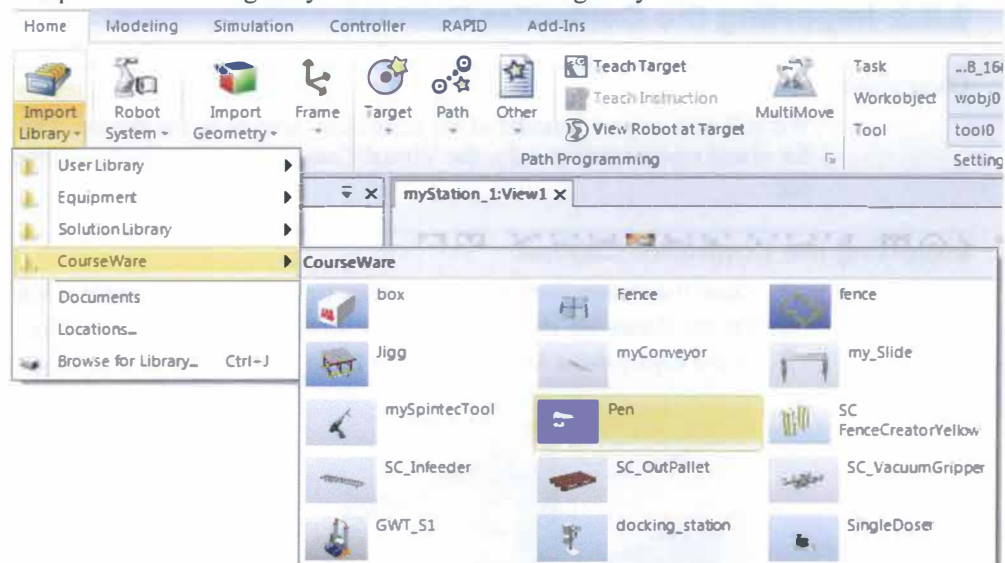 Home Modeling Simulation Controller RAPID Add-Ins
Import Library
Robot System
Import Geometry
Frame
Target
Path
Other
Teach Target
Teach Instruction
View Robot at Target
Path Programming
MultiMove
Task ...8_16
Workobject wobj0
Tool tool0
Setting
User Library
Equipment
Solution Library
CourseWare
Documents
Locations...
Browse for Library... Ctrl+J
myStation_1:View1
CourseWare
box Fence fence
Jigg myConveyor my_Slide
mySpintecTool Pen SC FenceCreatorYellow
SC_Infeeder SC_OutPallet SC_VacuumGripper
GWT_S1 docking_station SingleDoser